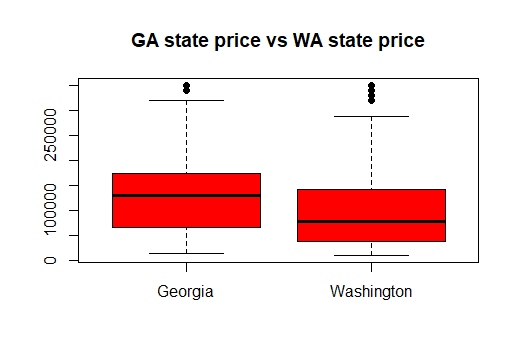 GA state price vs WA state price
250000
100000
0
Georgia Washington